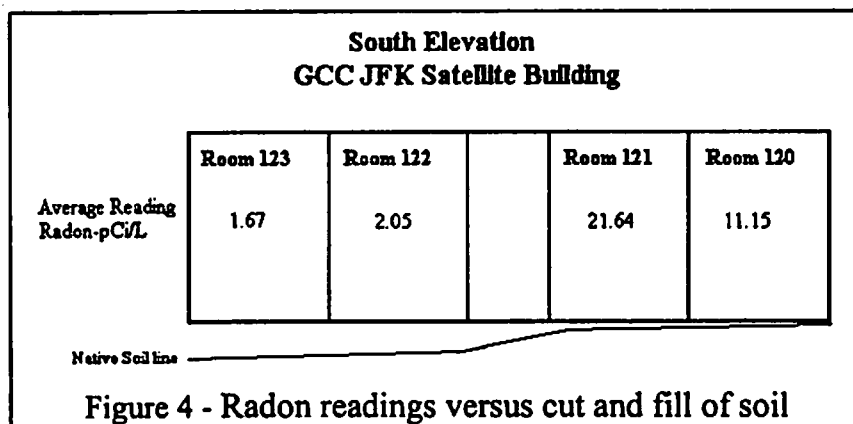 South Elevation
GCC JFK Satellite Building
Room 123 Room 122 Room 121 Room 120
Average Reading
Radon-pCi/L
1.67 2.05 21.64 11.15
Native Soil line
Figure 4 - Radon readings versus cut and fill of soil